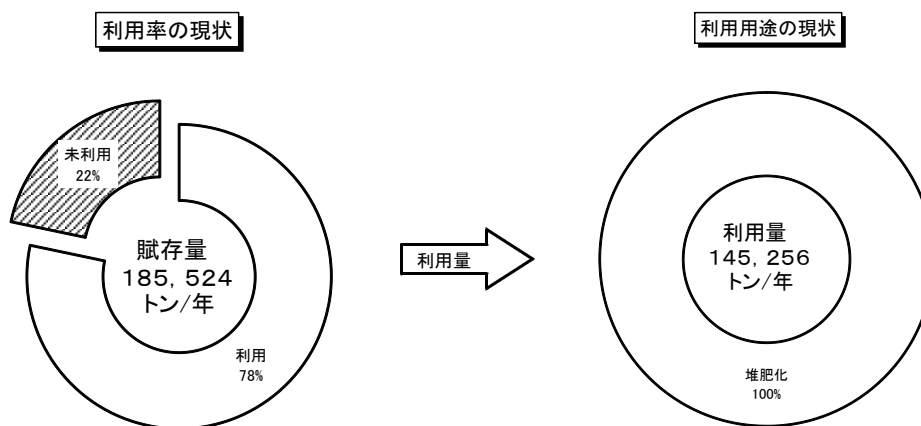 利用率の現状
利用用途の現状
未利用
22%
賦存量
185,524
トン/年
利用
78%
利用量
利用量
145,256
トン/年
堆肥化
100%